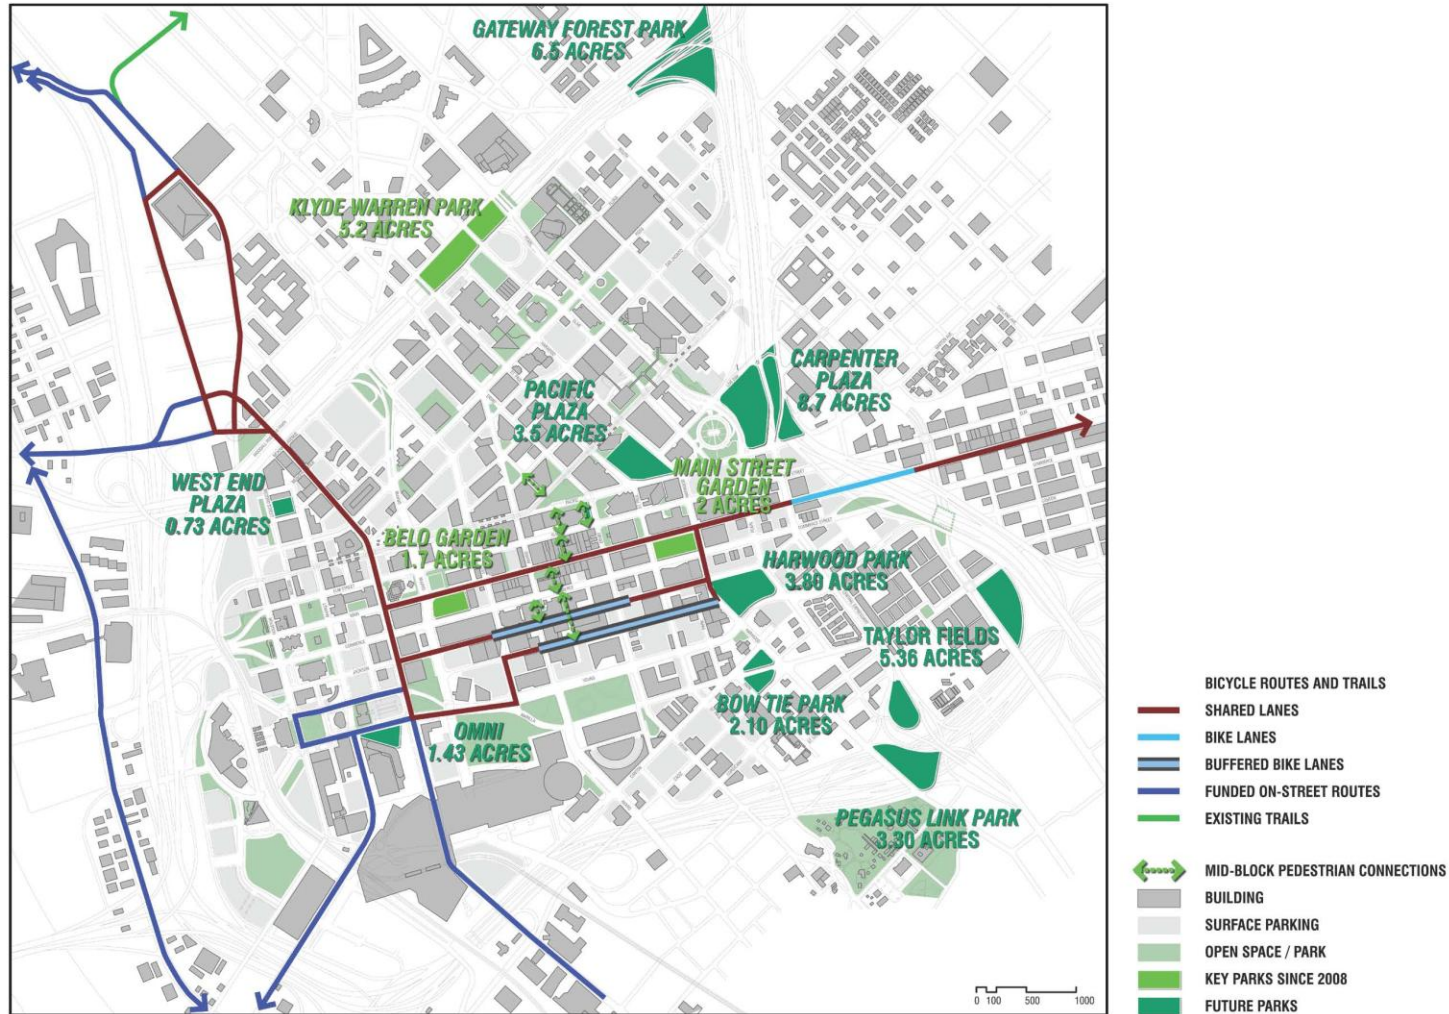 GATEWAY FOREST PARK
6.5 ACRES
KLYDE WARREN PARK
5.2 ACRES
CARPENTER
PLAZA
8.7 ACRES
PACIFIC
PLAZA
3.5 ACRES
MAIN STREET
GARDEN
2 ACRES
WEST END
PLAZA
0.73 ACRES
BELO GARDEN
1.7 ACRES
HARWOOD PARK
3.80 ACRES
TAYLOR FIELDS
5.36 ACRES
BOW TIE PARK
2.10 ACRES
OMNI
1.43 ACRES
PEGASUS LINK PARK
3.30 ACRES
0 100 500 1000
BICYCLE ROUTES AND TRAILS
SHARED LANES
BIKE LANES
BUFFERED BIKE LANES
FUNDED ON-STREET ROUTES
EXISTING TRAILS
MID-BLOCK PEDESTRIAN CONNECTIONS
BUILDING
SURFACE PARKING
OPEN SPACE / PARK
KEY PARKS SINCE 2008
FUTURE PARKS